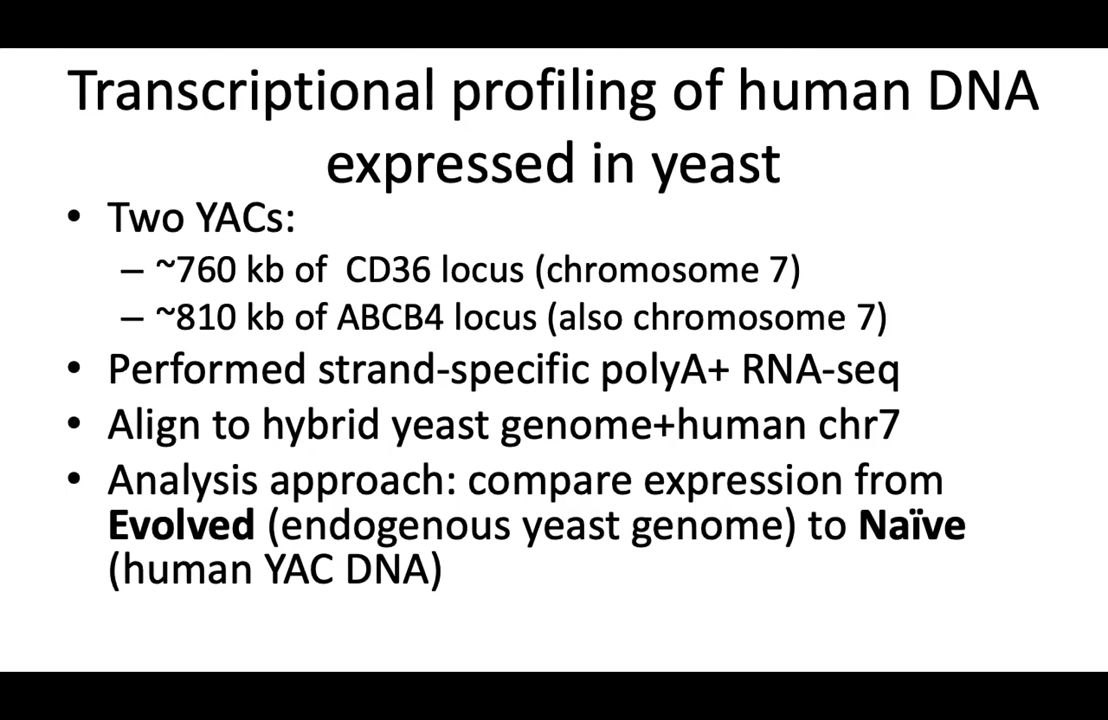 Transcriptional profiling of human DNA
expressed in yeast
• Two YACs:
– ~760 kb of CD36 locus (chromosome 7)
– ~810 kb of ABCB4 locus (also chromosome 7)
• Performed strand-specific polyA+ RNA-seq
• Align to hybrid yeast genome+human chr7
• Analysis approach: compare expression from
Evolved (endogenous yeast genome) to Naïve
(human YAC DNA)